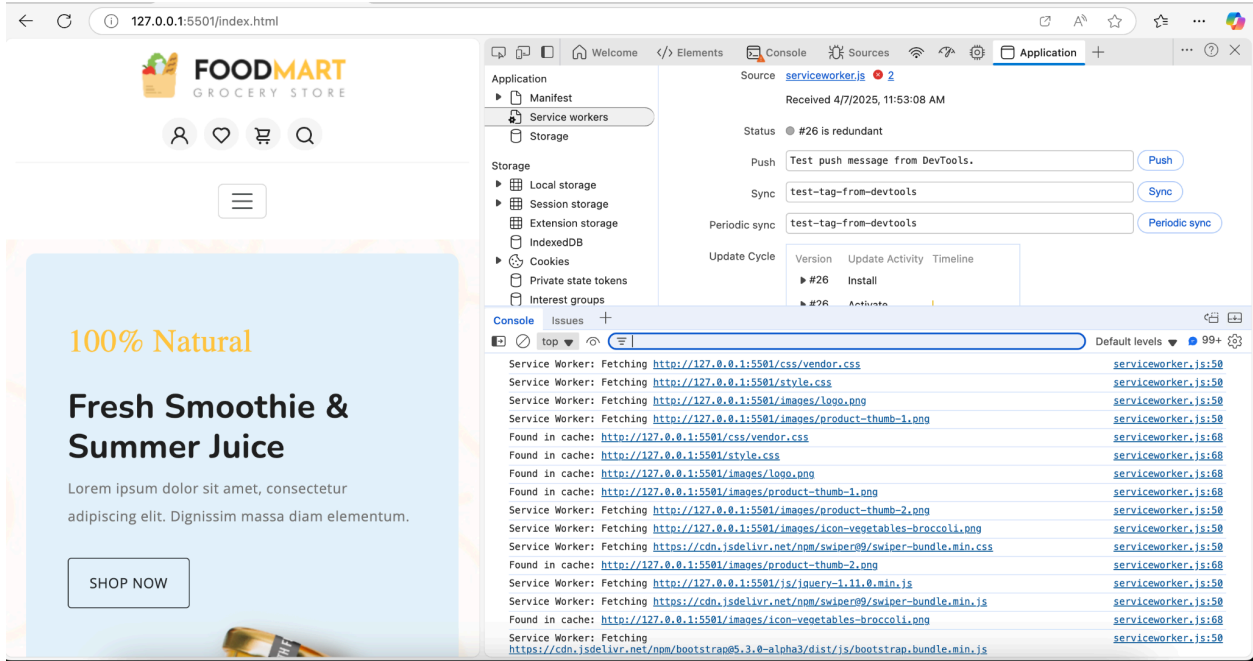 127.0.0.1:5501/index.html
FOODMART
GROCERY STORE
100% Natural
Fresh Smoothie &
Summer Juice
Lorem ipsum dolor sit amet, consectetur
adipiscing elit. Dignissim massa diam elementum.
SHOP NOW
Welcome
Elements
Console
Sources
Application
Application
Manifest
Service workers
Storage
Storage
Local storage
Session storage
Extension storage
IndexedDB
Cookies
Private state tokens
Interest groups
Source serviceworker.js 2
Received 4/7/2025, 11:53:08 AM
Status #26 is redundant
Push Test push message from DevTools. Push
Sync test-tag-from-devtools Sync
Periodic sync test-tag-from-devtools Periodic sync
Update Cycle Version Update Activity Timeline
#26 Install
#26 Activate
Console Issues
top Default levels 99+
Service Worker: Fetching http://127.0.0.1:5501/css/vendor.css serviceworker.js:50
Service Worker: Fetching http://127.0.0.1:5501/style.css serviceworker.js:50
Service Worker: Fetching http://127.0.0.1:5501/images/logo.png serviceworker.js:50
Service Worker: Fetching http://127.0.0.1:5501/images/product-thumb-1.png serviceworker.js:50
Found in cache: http://127.0.0.1:5501/css/vendor.css serviceworker.js:68
Found in cache: http://127.0.0.1:5501/style.css serviceworker.js:68
Found in cache: http://127.0.0.1:5501/images/logo.png serviceworker.js:68
Found in cache: http://127.0.0.1:5501/images/product-thumb-1.png serviceworker.js:68
Service Worker: Fetching http://127.0.0.1:5501/images/product-thumb-2.png serviceworker.js:50
Service Worker: Fetching http://127.0.0.1:5501/images/icon-vegetables-broccoli.png serviceworker.js:50
Service Worker: Fetching https://cdn.jsdelivr.net/npm/swiper@9/swiper-bundle.min.css serviceworker.js:50
Found in cache: http://127.0.0.1:5501/images/product-thumb-2.png serviceworker.js:68
Service Worker: Fetching http://127.0.0.1:5501/js/jquery-1.11.0.min.js serviceworker.js:50
Service Worker: Fetching https://cdn.jsdelivr.net/npm/swiper@9/swiper-bundle.min.js serviceworker.js:50
Found in cache: http://127.0.0.1:5501/images/icon-vegetables-broccoli.png serviceworker.js:68
Service Worker: Fetching serviceworker.js:50
https://cdn.jsdelivr.net/npm/bootstrap@5.3.0-alpha3/dist/js/bootstrap.bundle.min.js